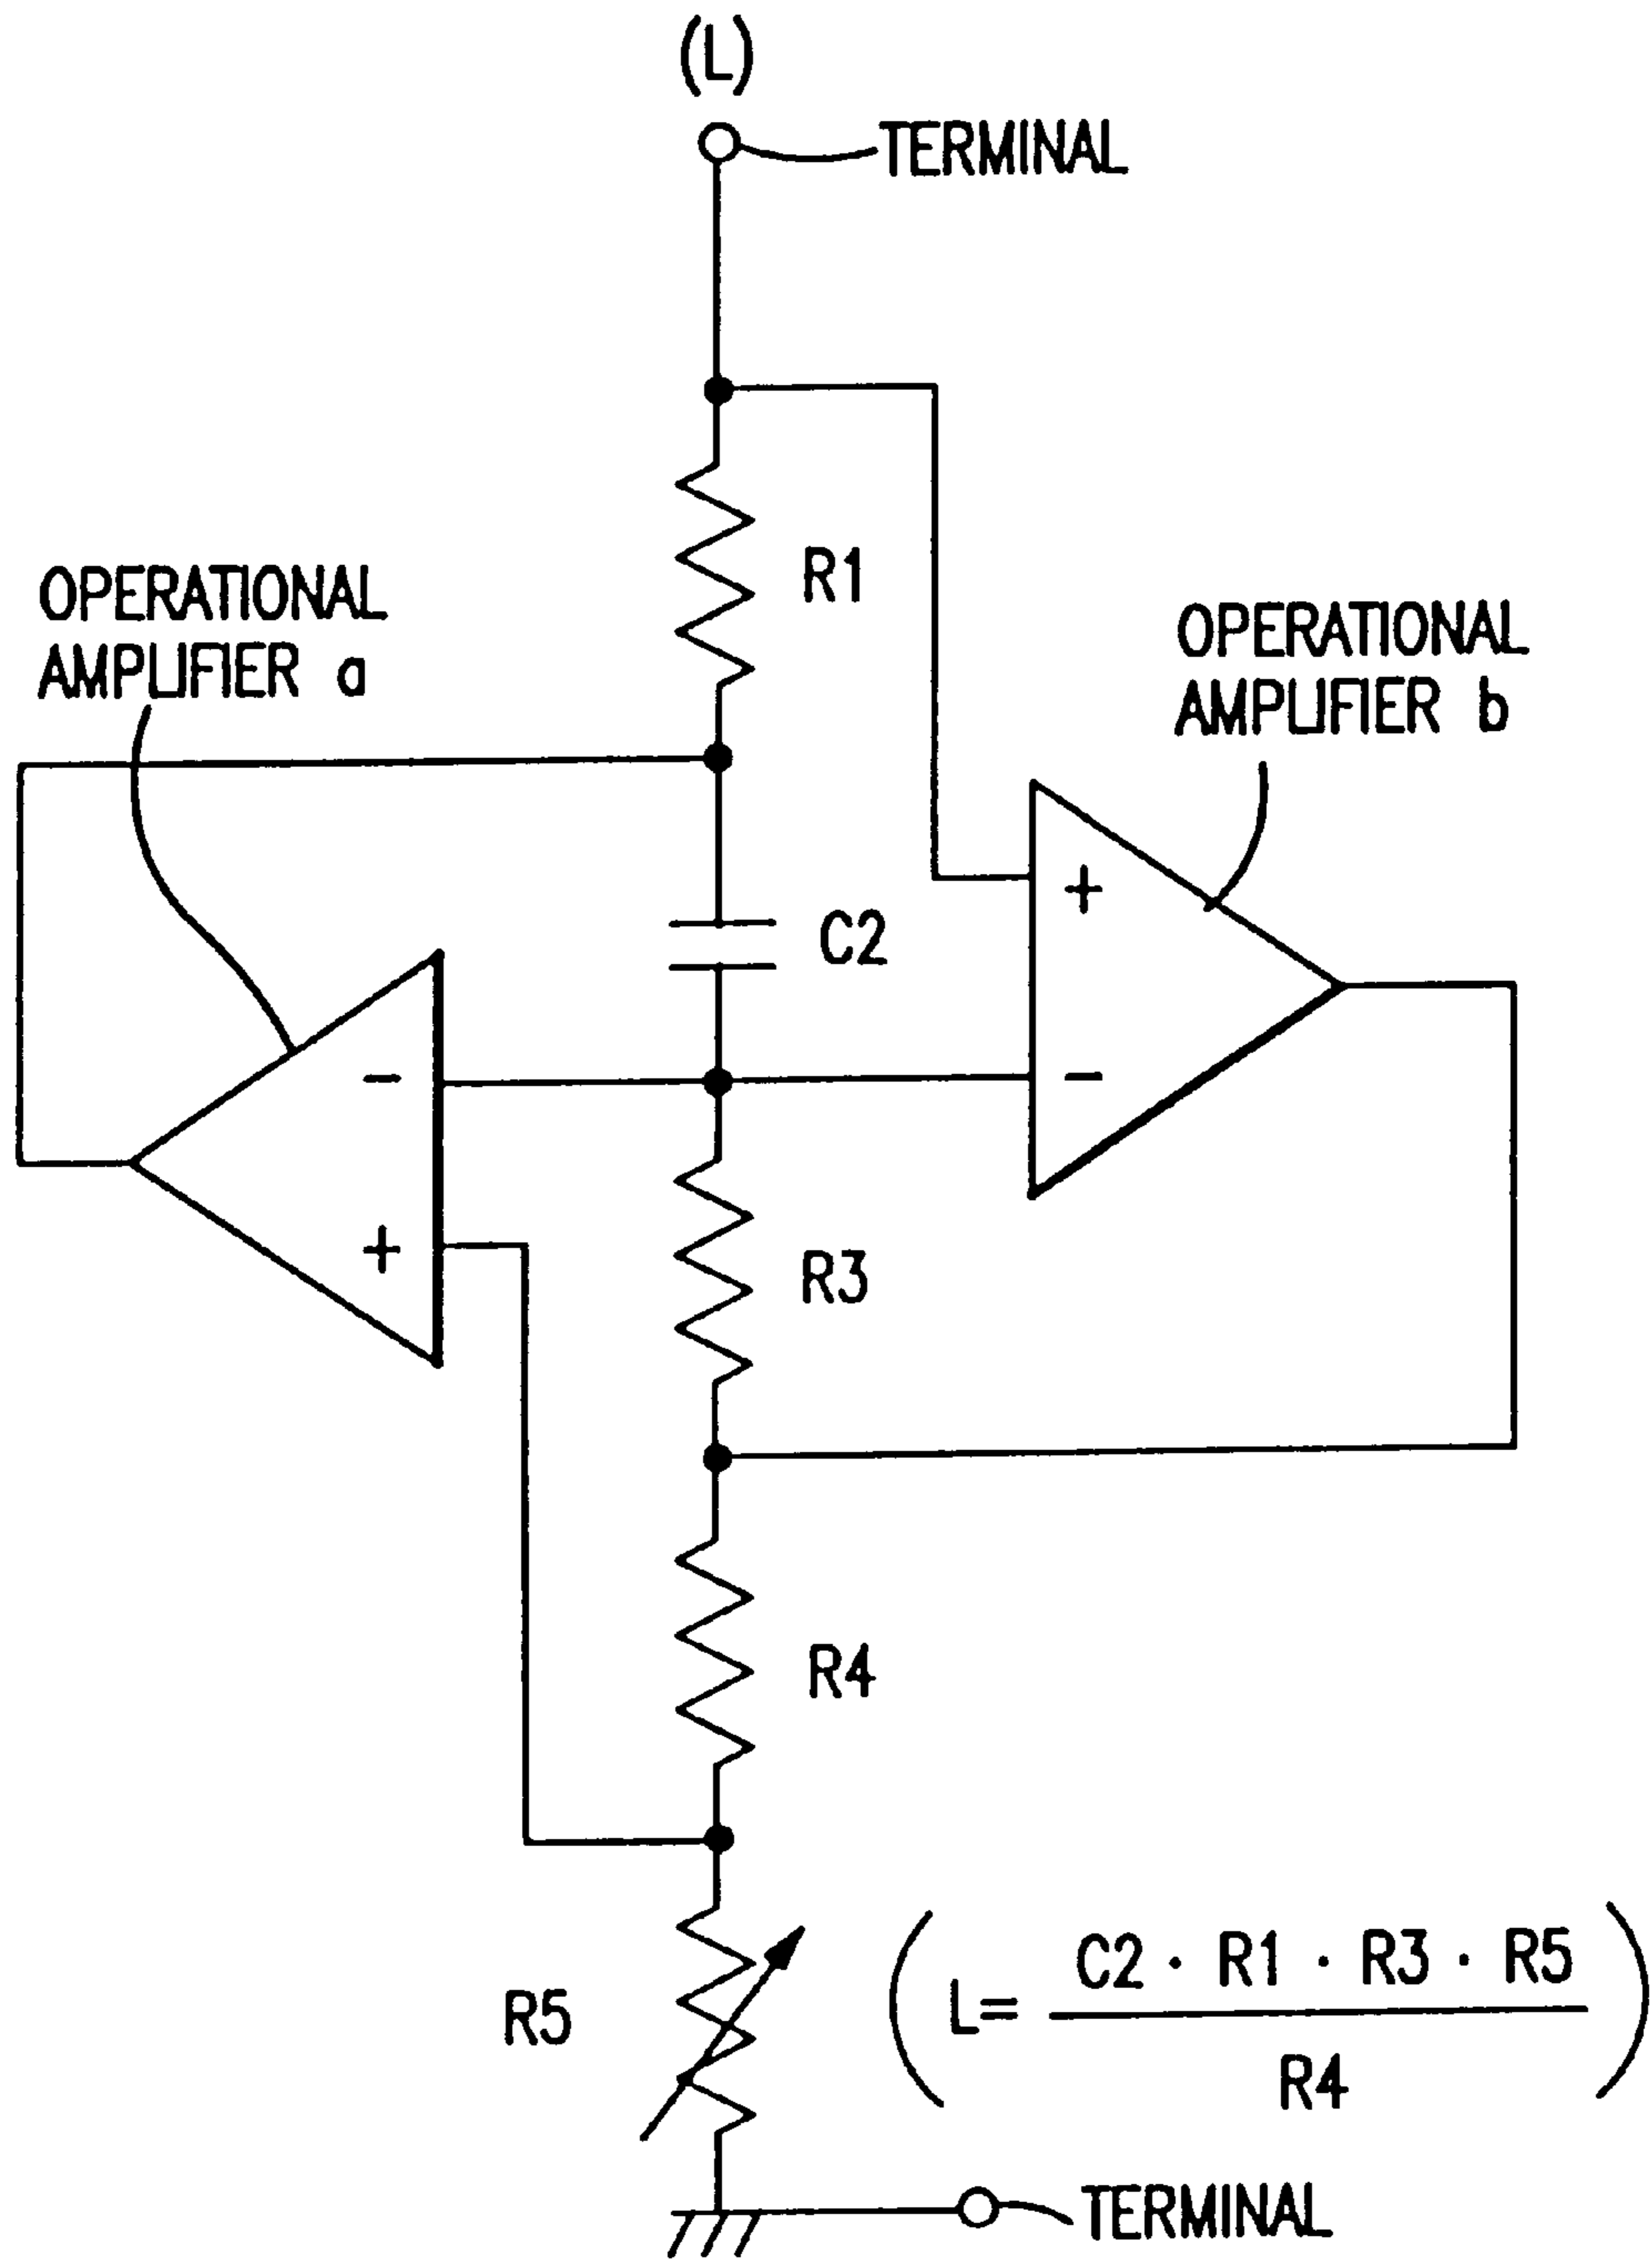 (L)
TERMINAL
R1
OPERATIONAL
AMPLIFIER a
OPERATIONAL
AMPLIFIER b
+
C2
-
-
+
R3
R4
R5
(L= C2 · R1 · R3 · R5
R4)
TERMINAL